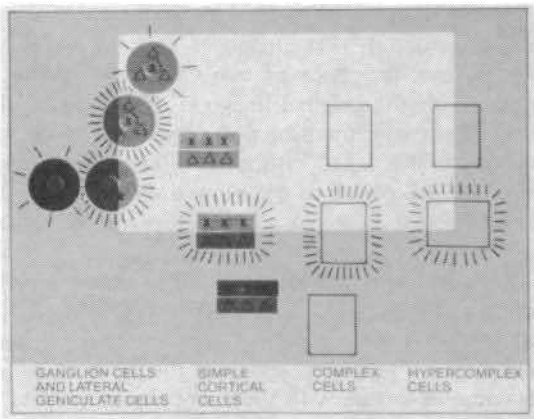 GANGLION CELLS
AND LATERAL
GENICULATE CELLS
SIMPLE
CORTICAL
CELLS
COMPLEX
CELLS
HYPERCOMPLEX
CELLS
X X X
X X X